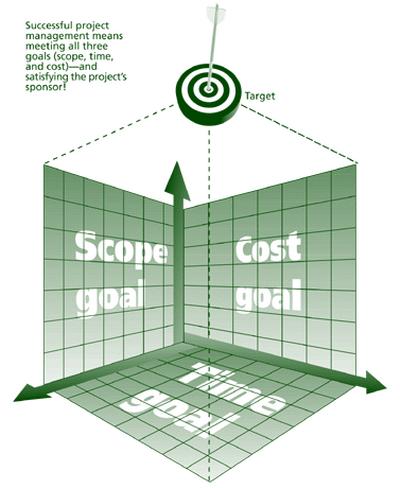 Successful project
management means
meeting all three
goals (scope, time,
and cost)—and
satisfying the project's
sponsor!
Target
Scope
goal
Cost
goal
Time
goal